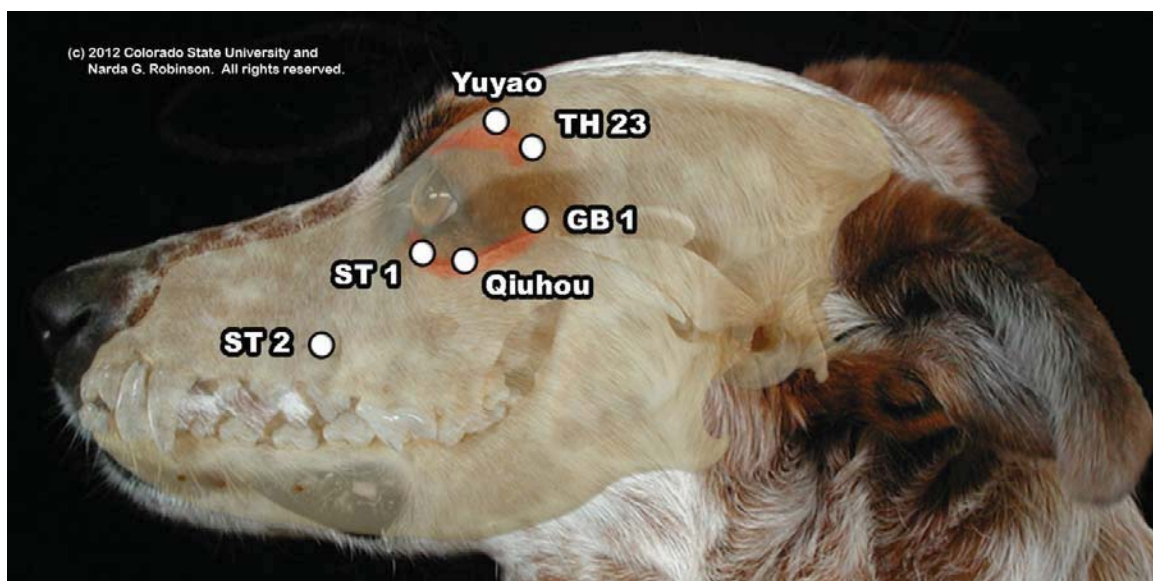 (c) 2012 Colorado State University and
Narda G. Robinson. All rights reserved.
Yuyao
TH 23
GB 1
ST 1
Qiuhou
ST 2